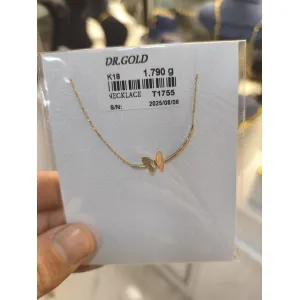 DR.GOLD
K18 1.790 g
NECKLACE T1755
S/N: 2025/08/08